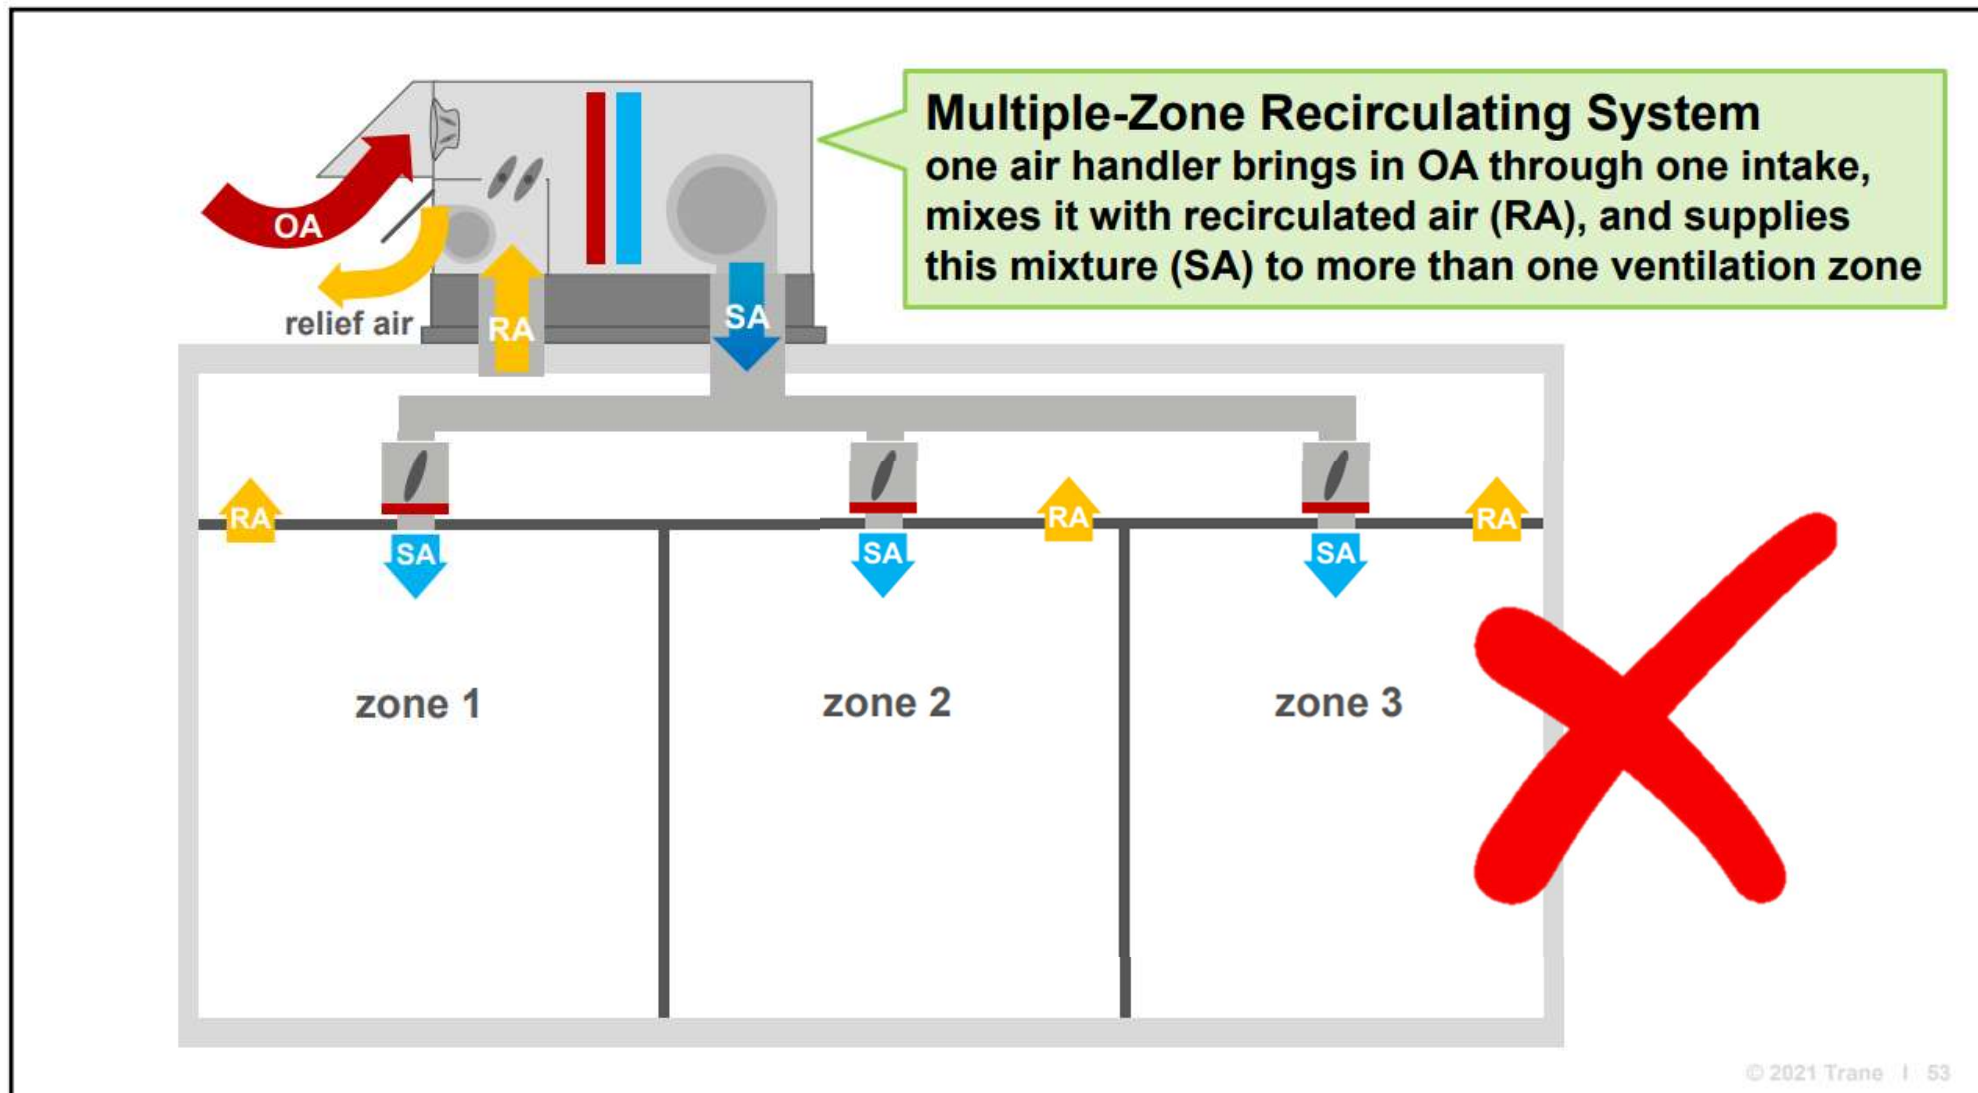 Multiple-Zone Recirculating System
one air handler brings in OA through one intake,
mixes it with recirculated air (RA), and supplies
this mixture (SA) to more than one ventilation zone
OA
relief air
RA
SA
RA
SA
SA
RA
SA
RA
zone 1
zone 2
zone 3
© 2021 Trane | 53